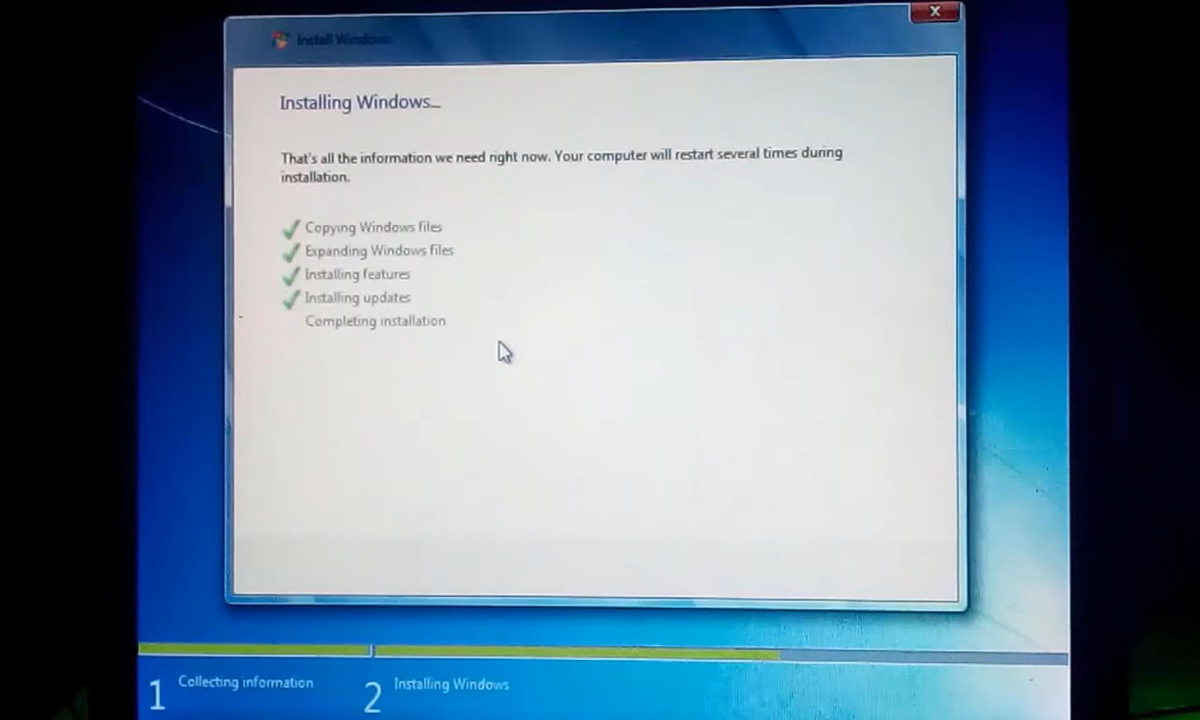 Install Windows
Installing Windows...
That's all the information we need right now. Your computer will restart several times during
installation.
Copying Windows files
Expanding Windows files
Installing features
Installing updates
Completing installation
1 Collecting information
2 Installing Windows